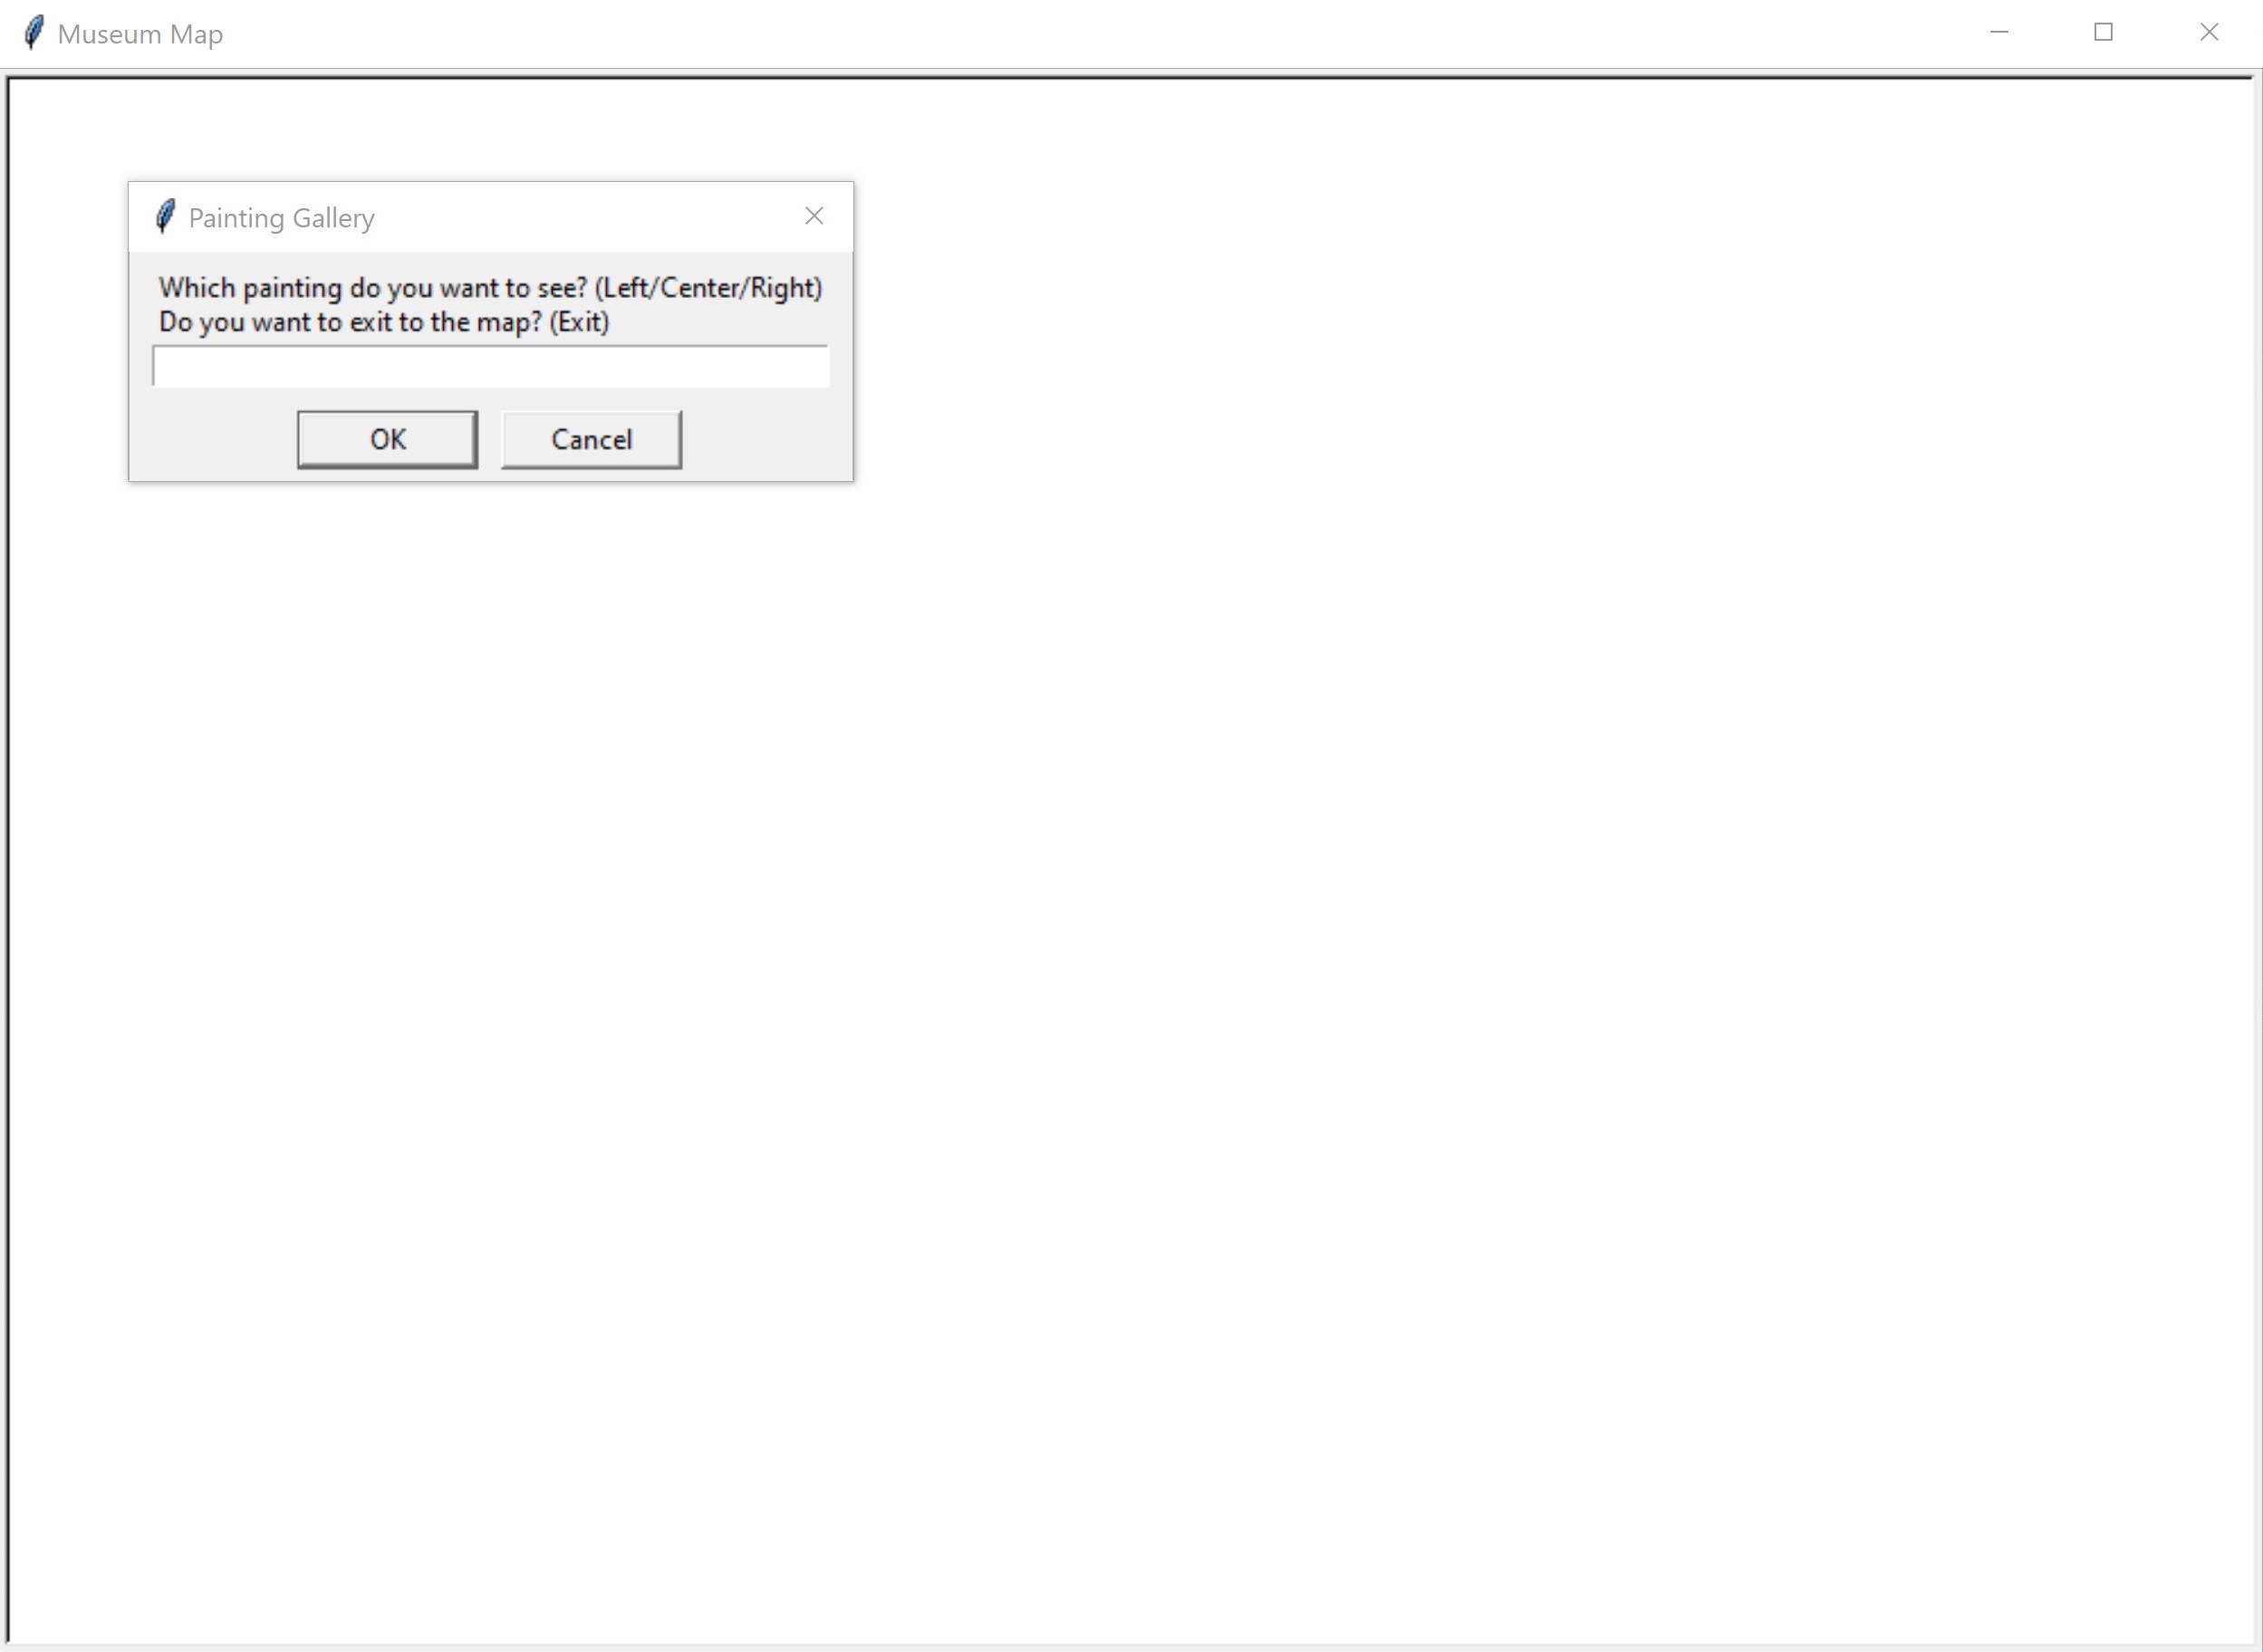 Museum Map
Painting Gallery
Which painting do you want to see? (Left/Center/Right)
Do you want to exit to the map? (Exit)
OK
Cancel